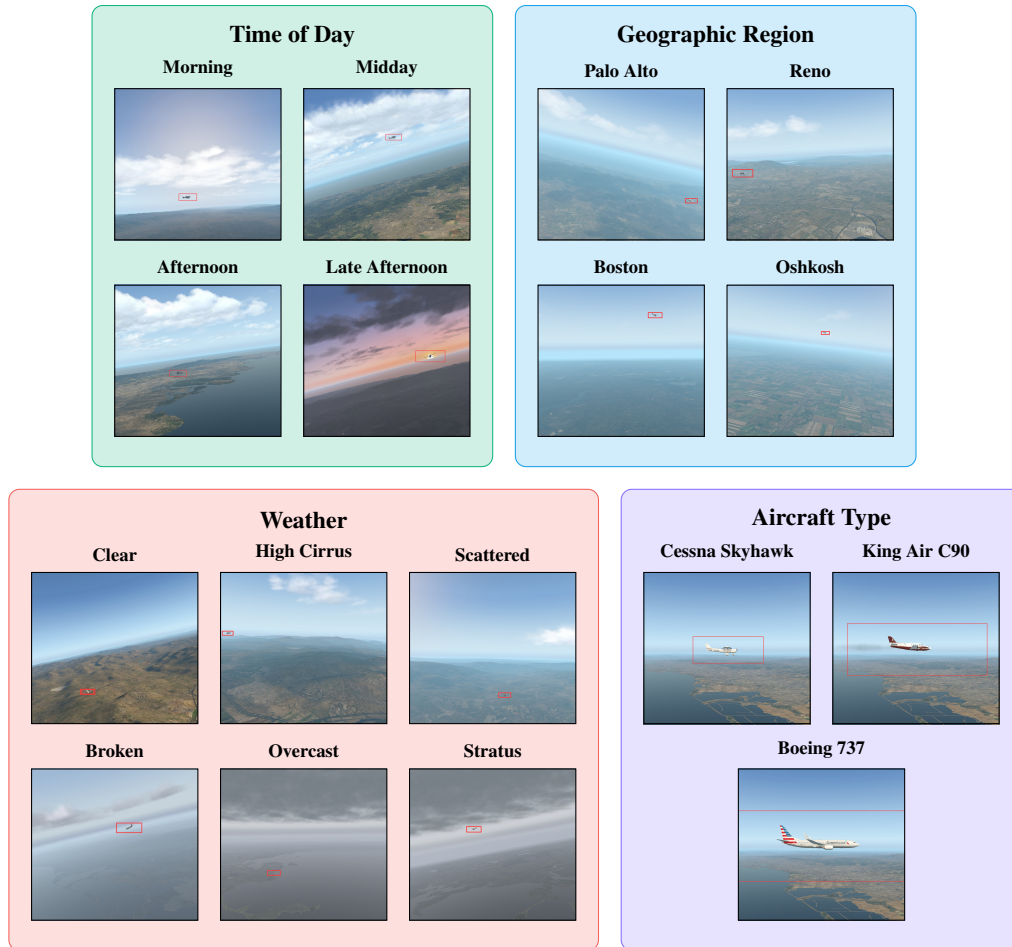 Time of Day
Morning
Midday
Afternoon
Late Afternoon
Geographic Region
Palo Alto
Reno
Boston
Oshkosh
Weather
Clear
High Cirrus
Scattered
Broken
Overcast
Stratus
Aircraft Type
Cessna Skyhawk
King Air C90
Boeing 737